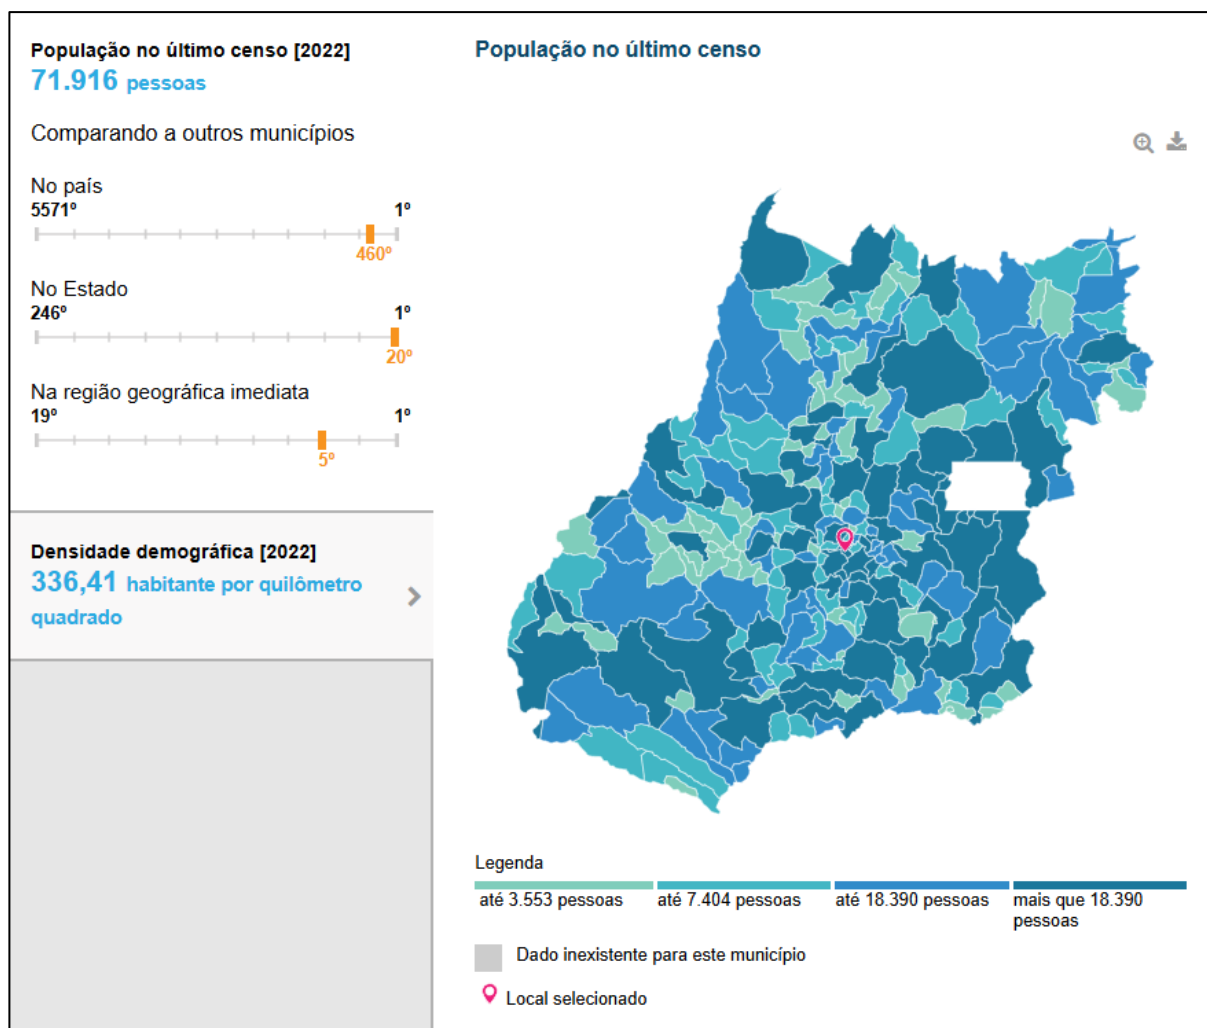 População no último censo [2022]
71.916 pessoas
Comparando a outros municípios
No país
5571º 1º
460º
No Estado
246º 1º
20º
Na região geográfica imediata
19º 1º
5º
Densidade demográfica [2022]
336,41 habitante por quilômetro
quadrado
População no último censo
Legenda
até 3.553 pessoas
até 7.404 pessoas
até 18.390 pessoas
mais que 18.390
pessoas
Dado inexistente para este município
Local selecionado